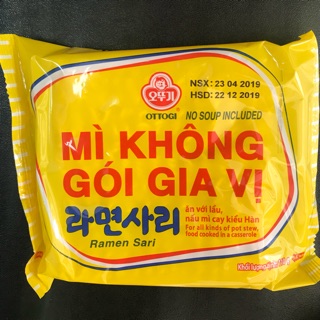 NSX: 23 04 2019
HSD: 22 12 2019
오뚜기
OTTOGI
NO SOUP INCLUDED
MÌ KHÔNG
GÓI GIA VỊ
라면사리
Ramen Sari
ăn với lẩu,
nấu mì cay kiểu Hàn
For all kinds of pot stew,
food cooked in a casserole
Khối lượng